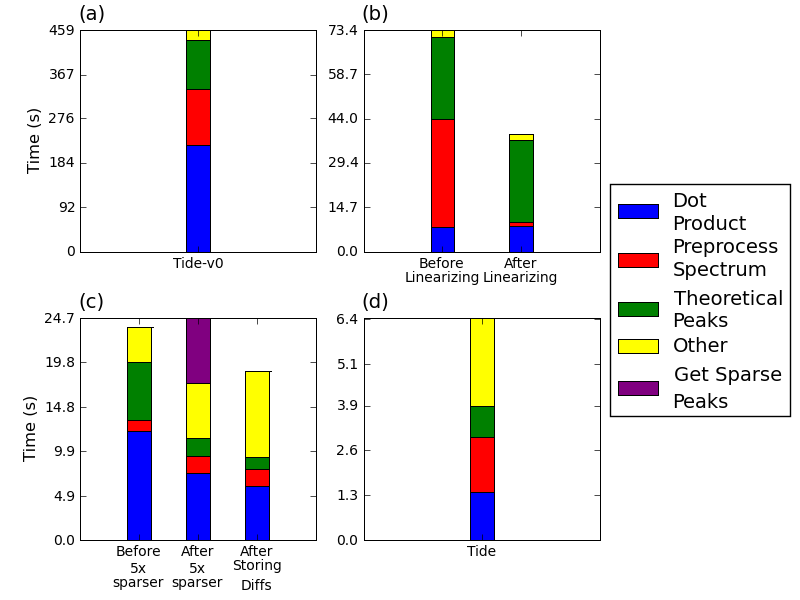 (a)
459
367
276
184
92
0
Time (s)
Tide-v0
(b)
73.4
58.7
44.0
29.4
14.7
0.0
Before
Linearizing
After
Linearizing
(c)
24.7
19.8
14.8
9.9
4.9
0.0
Time (s)
Before
5x
sparser
After
5x
sparser
After
Storing
Diffs
(d)
6.4
5.1
3.9
2.6
1.3
0.0
Tide
Dot
Product
Preprocess
Spectrum
Theoretical
Peaks
Other
Get Sparse
Peaks